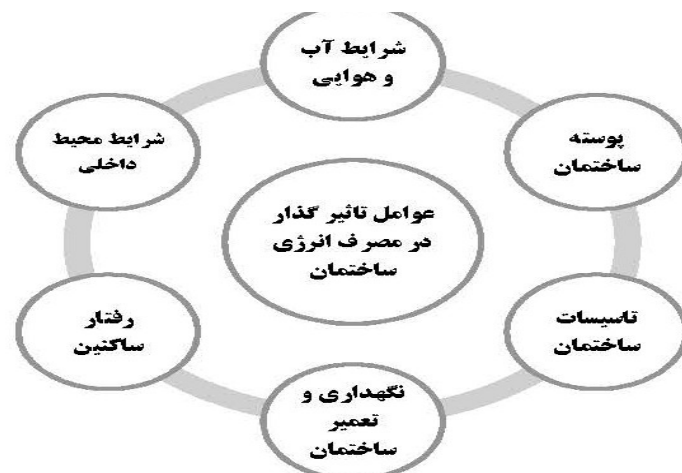 شرایط آب
و هوایی
پوسته
ساختمان
تاسیسات
ساختمان
نگهداری و
تعمیر
ساختمان
رفتار
ساکنین
شرایط محیط
داخلی
عوامل تاثیر گذار
در مصرف انرژی
ساختمان